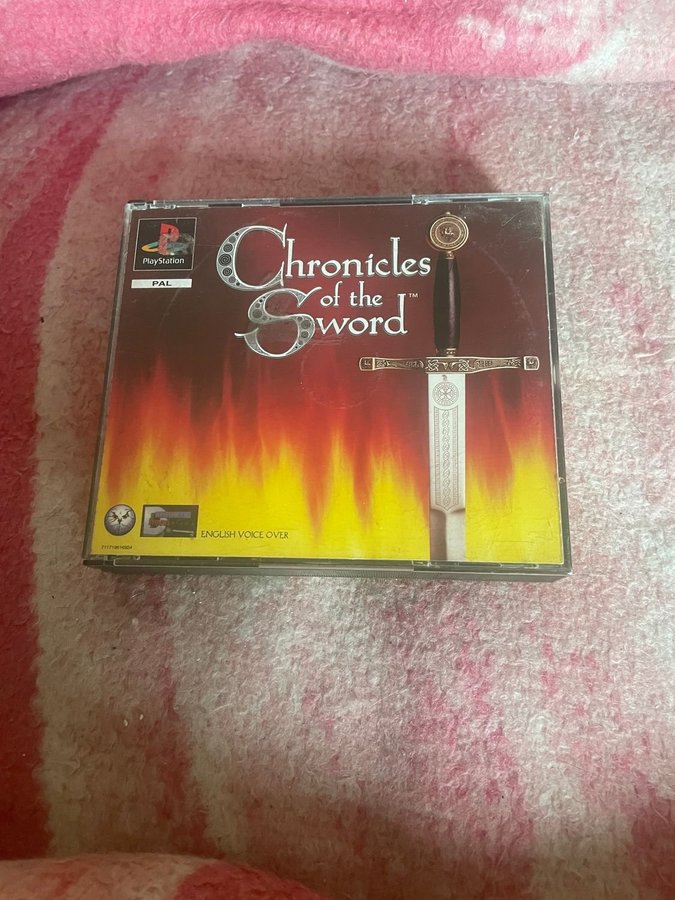 PlayStation
PAL
Chronicles
of the
Sword™
ENGLISH VOICE OVER